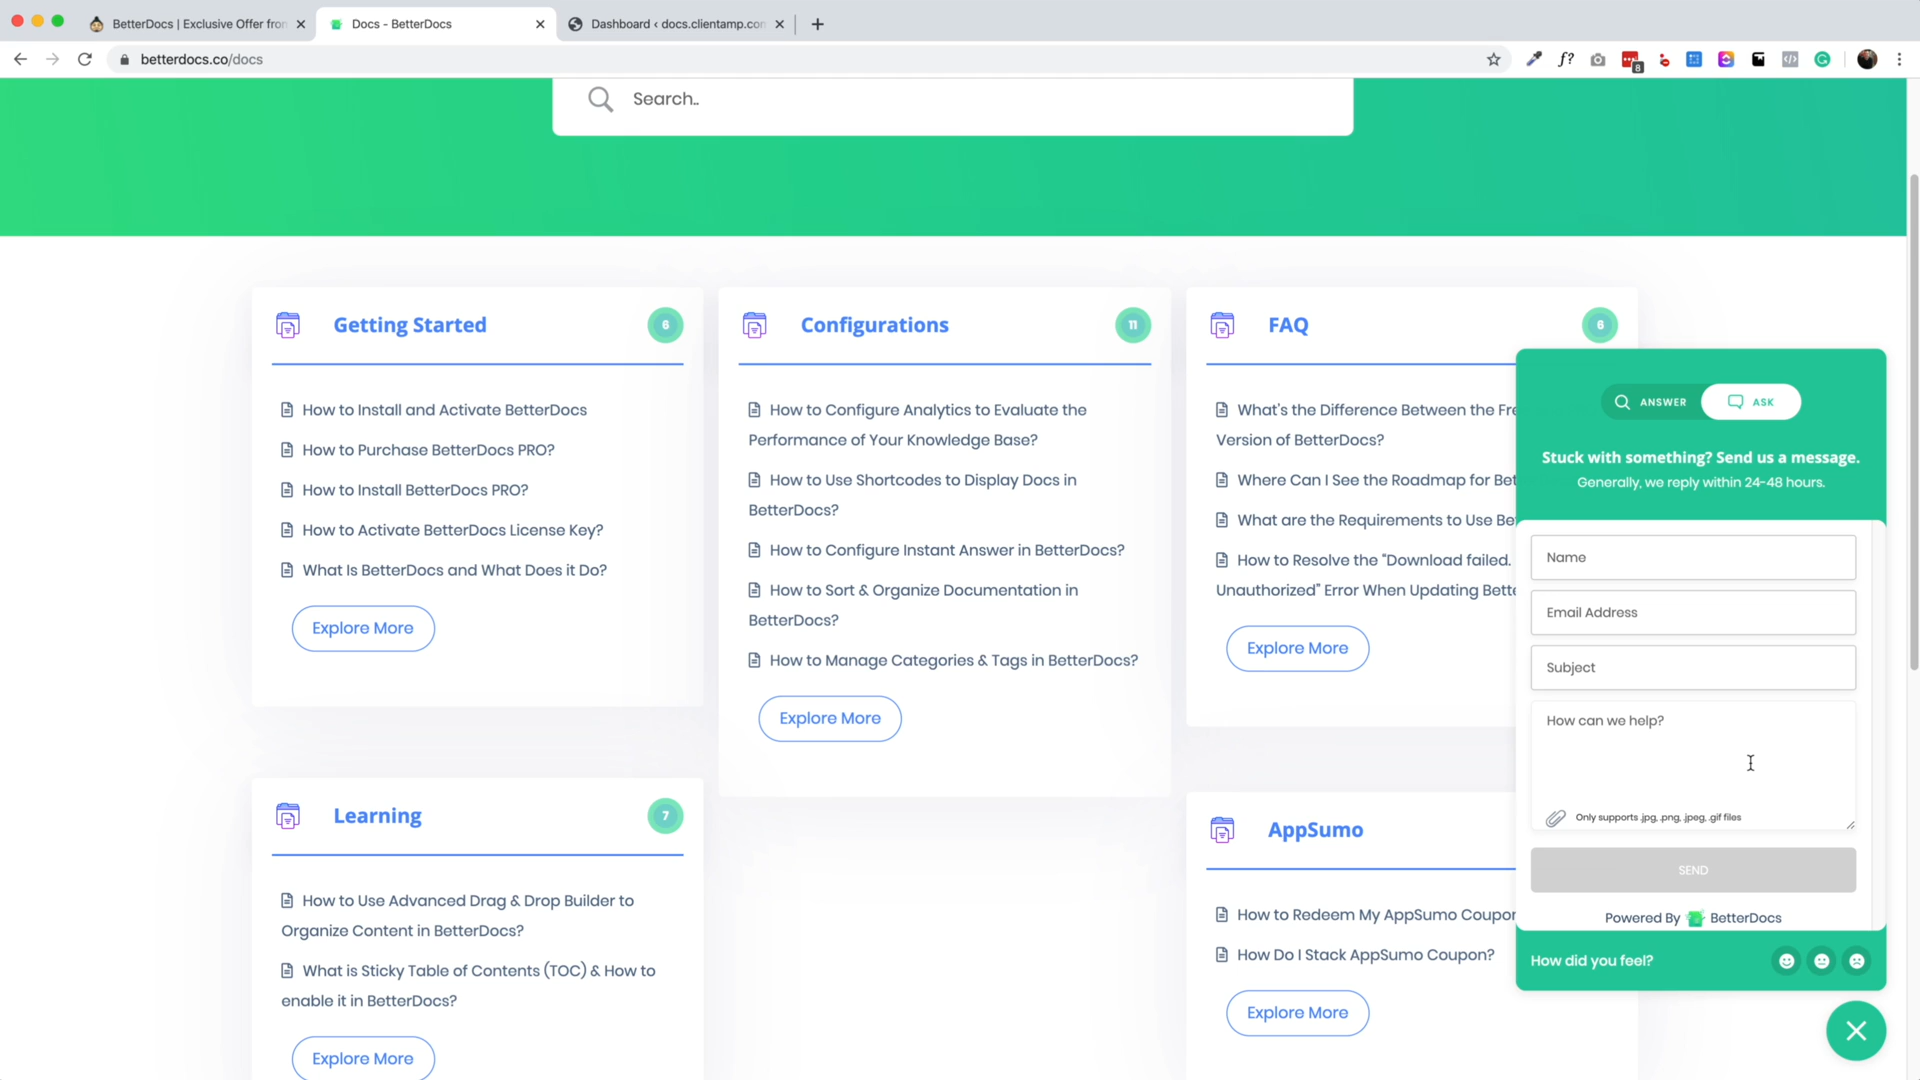 BetterDocs | Exclusive Offer from
Docs - BetterDocs
Dashboard ‹ docs.clientamp.com
betterdocs.co/docs
f?
8
Search..
Getting Started
6
How to Install and Activate BetterDocs
How to Purchase BetterDocs PRO?
How to Install BetterDocs PRO?
How to Activate BetterDocs License Key?
What Is BetterDocs and What Does it Do?
Explore More
Configurations
11
How to Configure Analytics to Evaluate the
Performance of Your Knowledge Base?
How to Use Shortcodes to Display Docs in
BetterDocs?
How to Configure Instant Answer in BetterDocs?
How to Sort & Organize Documentation in
BetterDocs?
How to Manage Categories & Tags in BetterDocs?
Explore More
FAQ
6
What's the Difference Between the Fre
Version of BetterDocs?
Where Can I See the Roadmap for Bet
What are the Requirements to Use Be
How to Resolve the "Download failed.
Unauthorized" Error When Updating Bette
Explore More
Learning
7
How to Use Advanced Drag & Drop Builder to
Organize Content in BetterDocs?
What is Sticky Table of Contents (TOC) & How to
enable it in BetterDocs?
Explore More
AppSumo
How to Redeem My AppSumo Coupon
How Do I Stack AppSumo Coupon?
Explore More
ANSWER
ASK
Stuck with something? Send us a message.
Generally, we reply within 24-48 hours.
Name
Email Address
Subject
How can we help?
Only supports .jpg, .png, .jpeg, .gif files
SEND
Powered By BetterDocs
How did you feel?